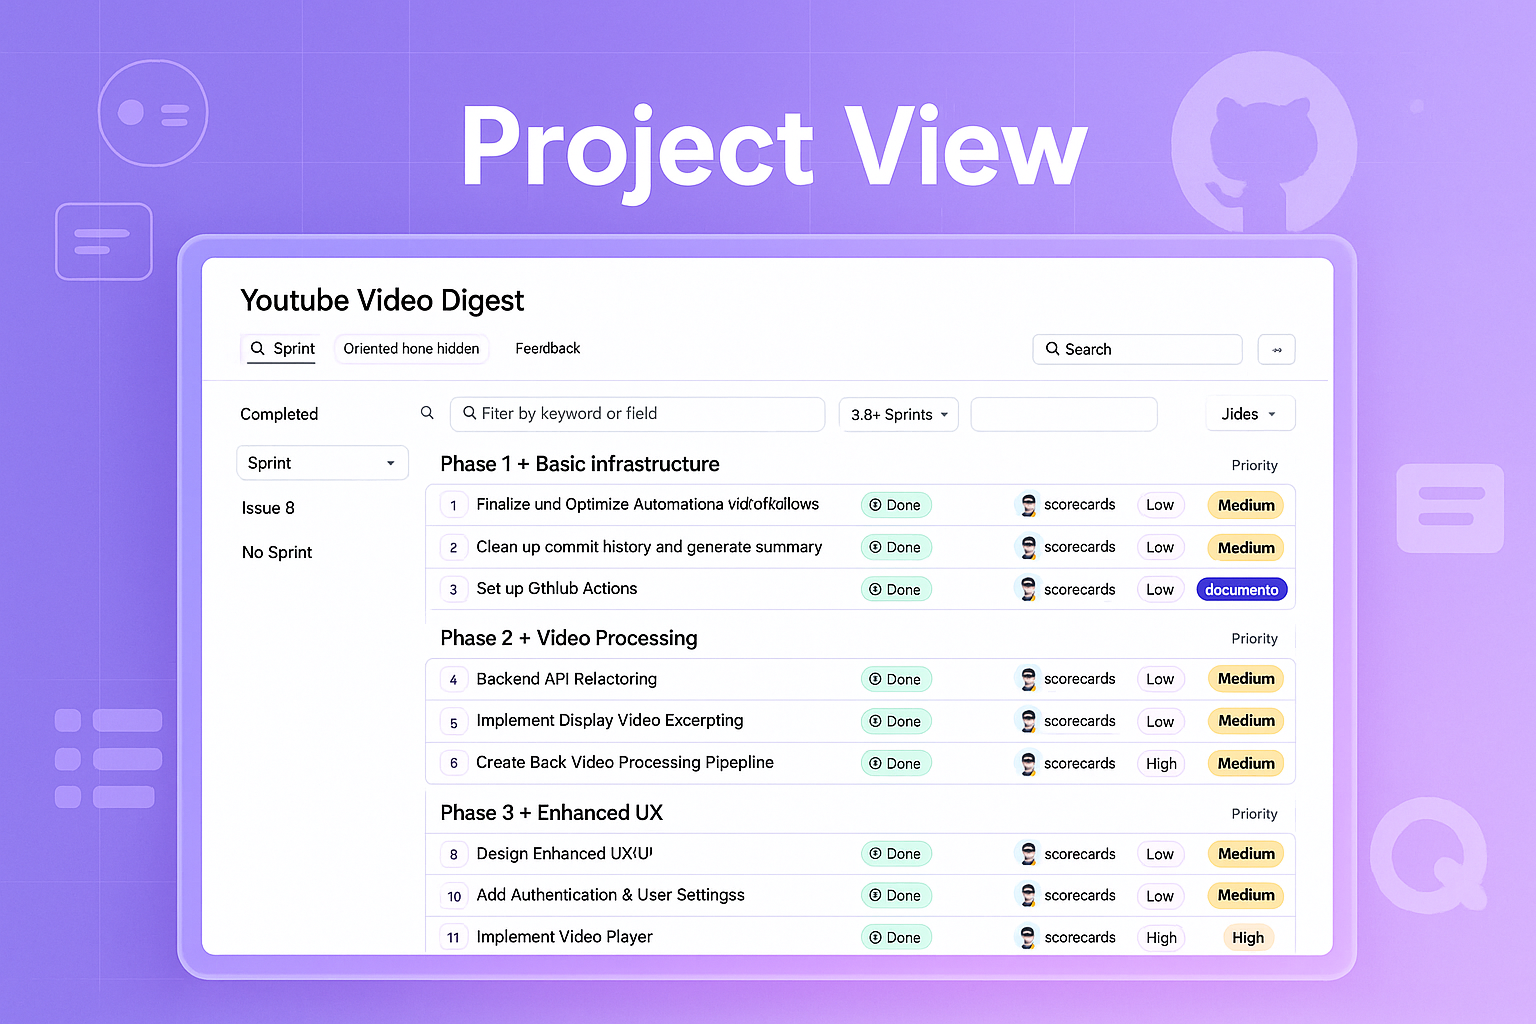 Project View
Youtube Video Digest
Sprint
Oriented hone hidden
Feerdback
Search
Completed
Fiter by keyword or field
3.8+ Sprints
Jides
Sprint
Issue 8
No Sprint
Phase 1 + Basic infrastructure
Priority
1 Finalize und Optimize Automationa Done scorecards Low Medium
2 Clean up commit history and generate summary Done scorecards Low Medium
3 Set up Gthlub Actions Done scorecards Low documento
Phase 2 + Video Processing
Priority
4 Backend API Relactoring Done scorecards Low Medium
5 Implement Display Video Excerpting Done scorecards Low Medium
6 Create Back Video Processing Pipepline Done scorecards High Medium
Phase 3 + Enhanced UX
Priority
8 Design Enhanced Done scorecards Low Medium
10 Add Authentication & User Settingss Done scorecards Low Medium
11 Implement Video Player Done scorecards High High